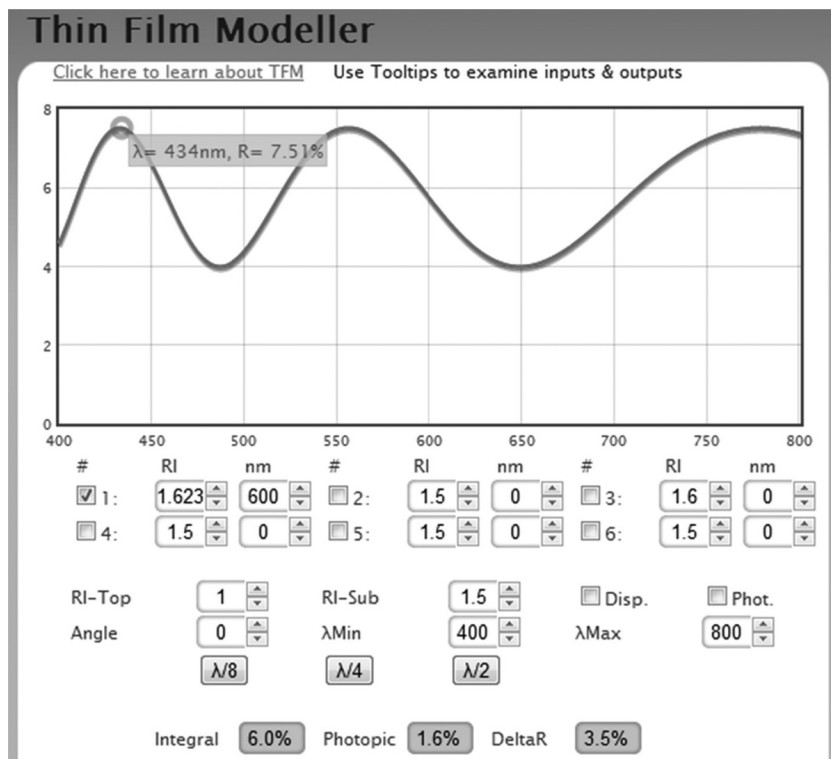 Thin Film Modeller
Click here to learn about TFM Use Tooltips to examine inputs & outputs
8
λ= 434nm, R= 7.51%
6
4
2
0
400 450 500 550 600 650 700 750 800
# RI nm # RI nm # RI nm
1: 1.623 600 2: 1.5 0 3: 1.6 0
4: 1.5 0 5: 1.5 0 6: 1.5 0
RI-Top 1 RI-Sub 1.5 Disp. Phot.
Angle 0 λMin 400 λMax 800
λ/8 λ/4 λ/2
Integral 6.0% Photopic 1.6% DeltaR 3.5%